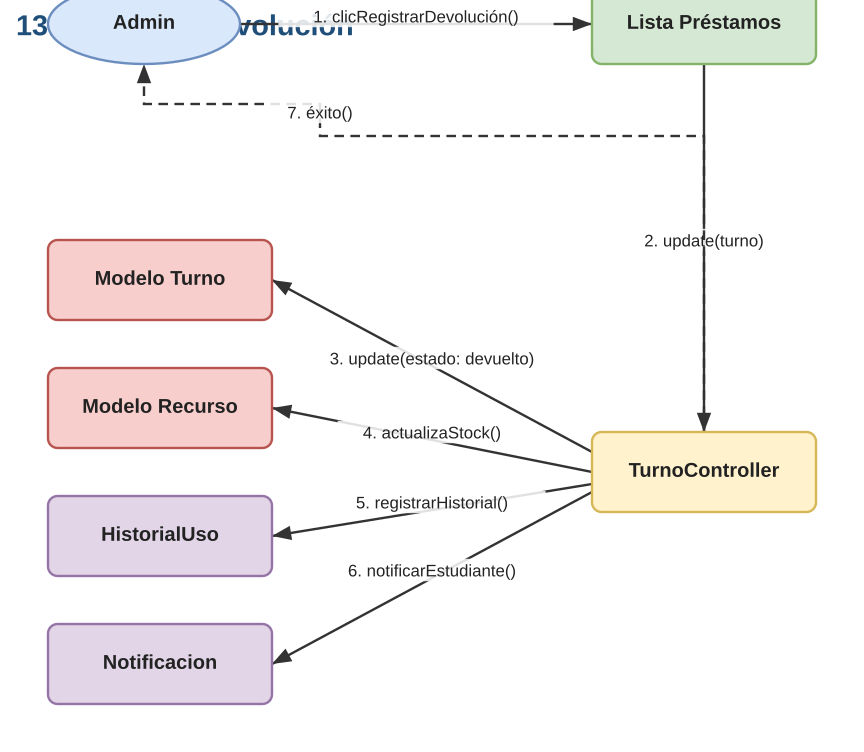 13
volución
Admin
1. clicRegistrarDevolución()
Lista Préstamos
7. éxito()
2. update(turno)
Modelo Turno
3. update(estado: devuelto)
Modelo Recurso
4. actualizaStock()
TurnoController
5. registrarHistorial()
HistorialUso
6. notificarEstudiante()
Notificacion